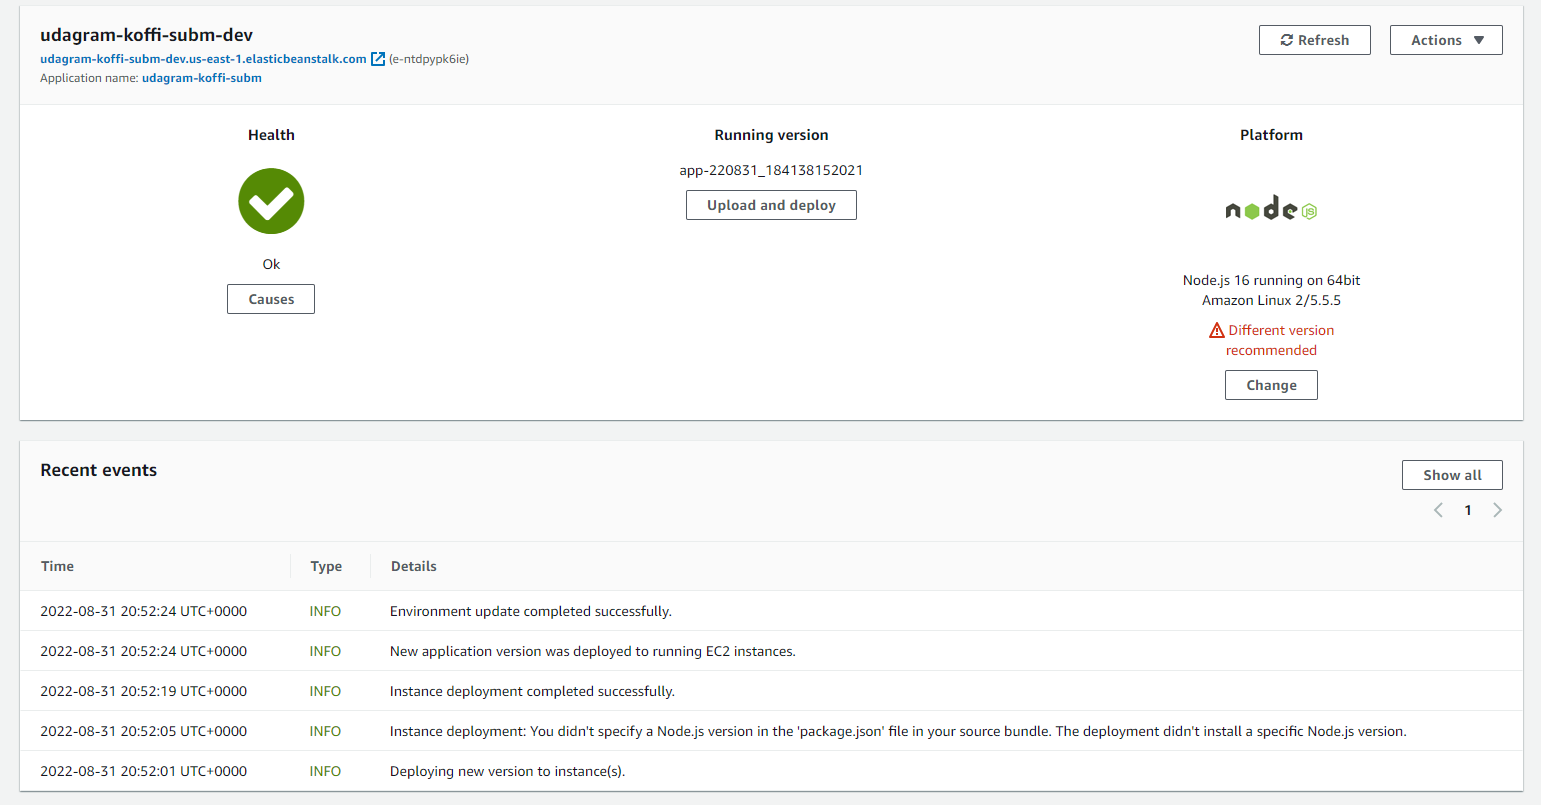 udagram-koffi-subm-dev
udagram-koffi-subm-dev.us-east-1.elasticbeanstalk.com (e-ntdpypk6ie)
Application name: udagram-koffi-subm
Refresh
Actions
Health
Ok
Causes
Running version
app-220831_184138152021
Upload and deploy
Platform
node JS
Node.js 16 running on 64bit
Amazon Linux 2/5.5.5
Different version
recommended
Change
Recent events
Show all
1
Time Type Details
2022-08-31 20:52:24 UTC+0000 INFO Environment update completed successfully.
2022-08-31 20:52:24 UTC+0000 INFO New application version was deployed to running EC2 instances.
2022-08-31 20:52:19 UTC+0000 INFO Instance deployment completed successfully.
2022-08-31 20:52:05 UTC+0000 INFO Instance deployment: You didn't specify a Node.js version in the 'package.json' file in your source bundle. The deployment didn't install a specific Node.js version.
2022-08-31 20:52:01 UTC+0000 INFO Deploying new version to instance(s).